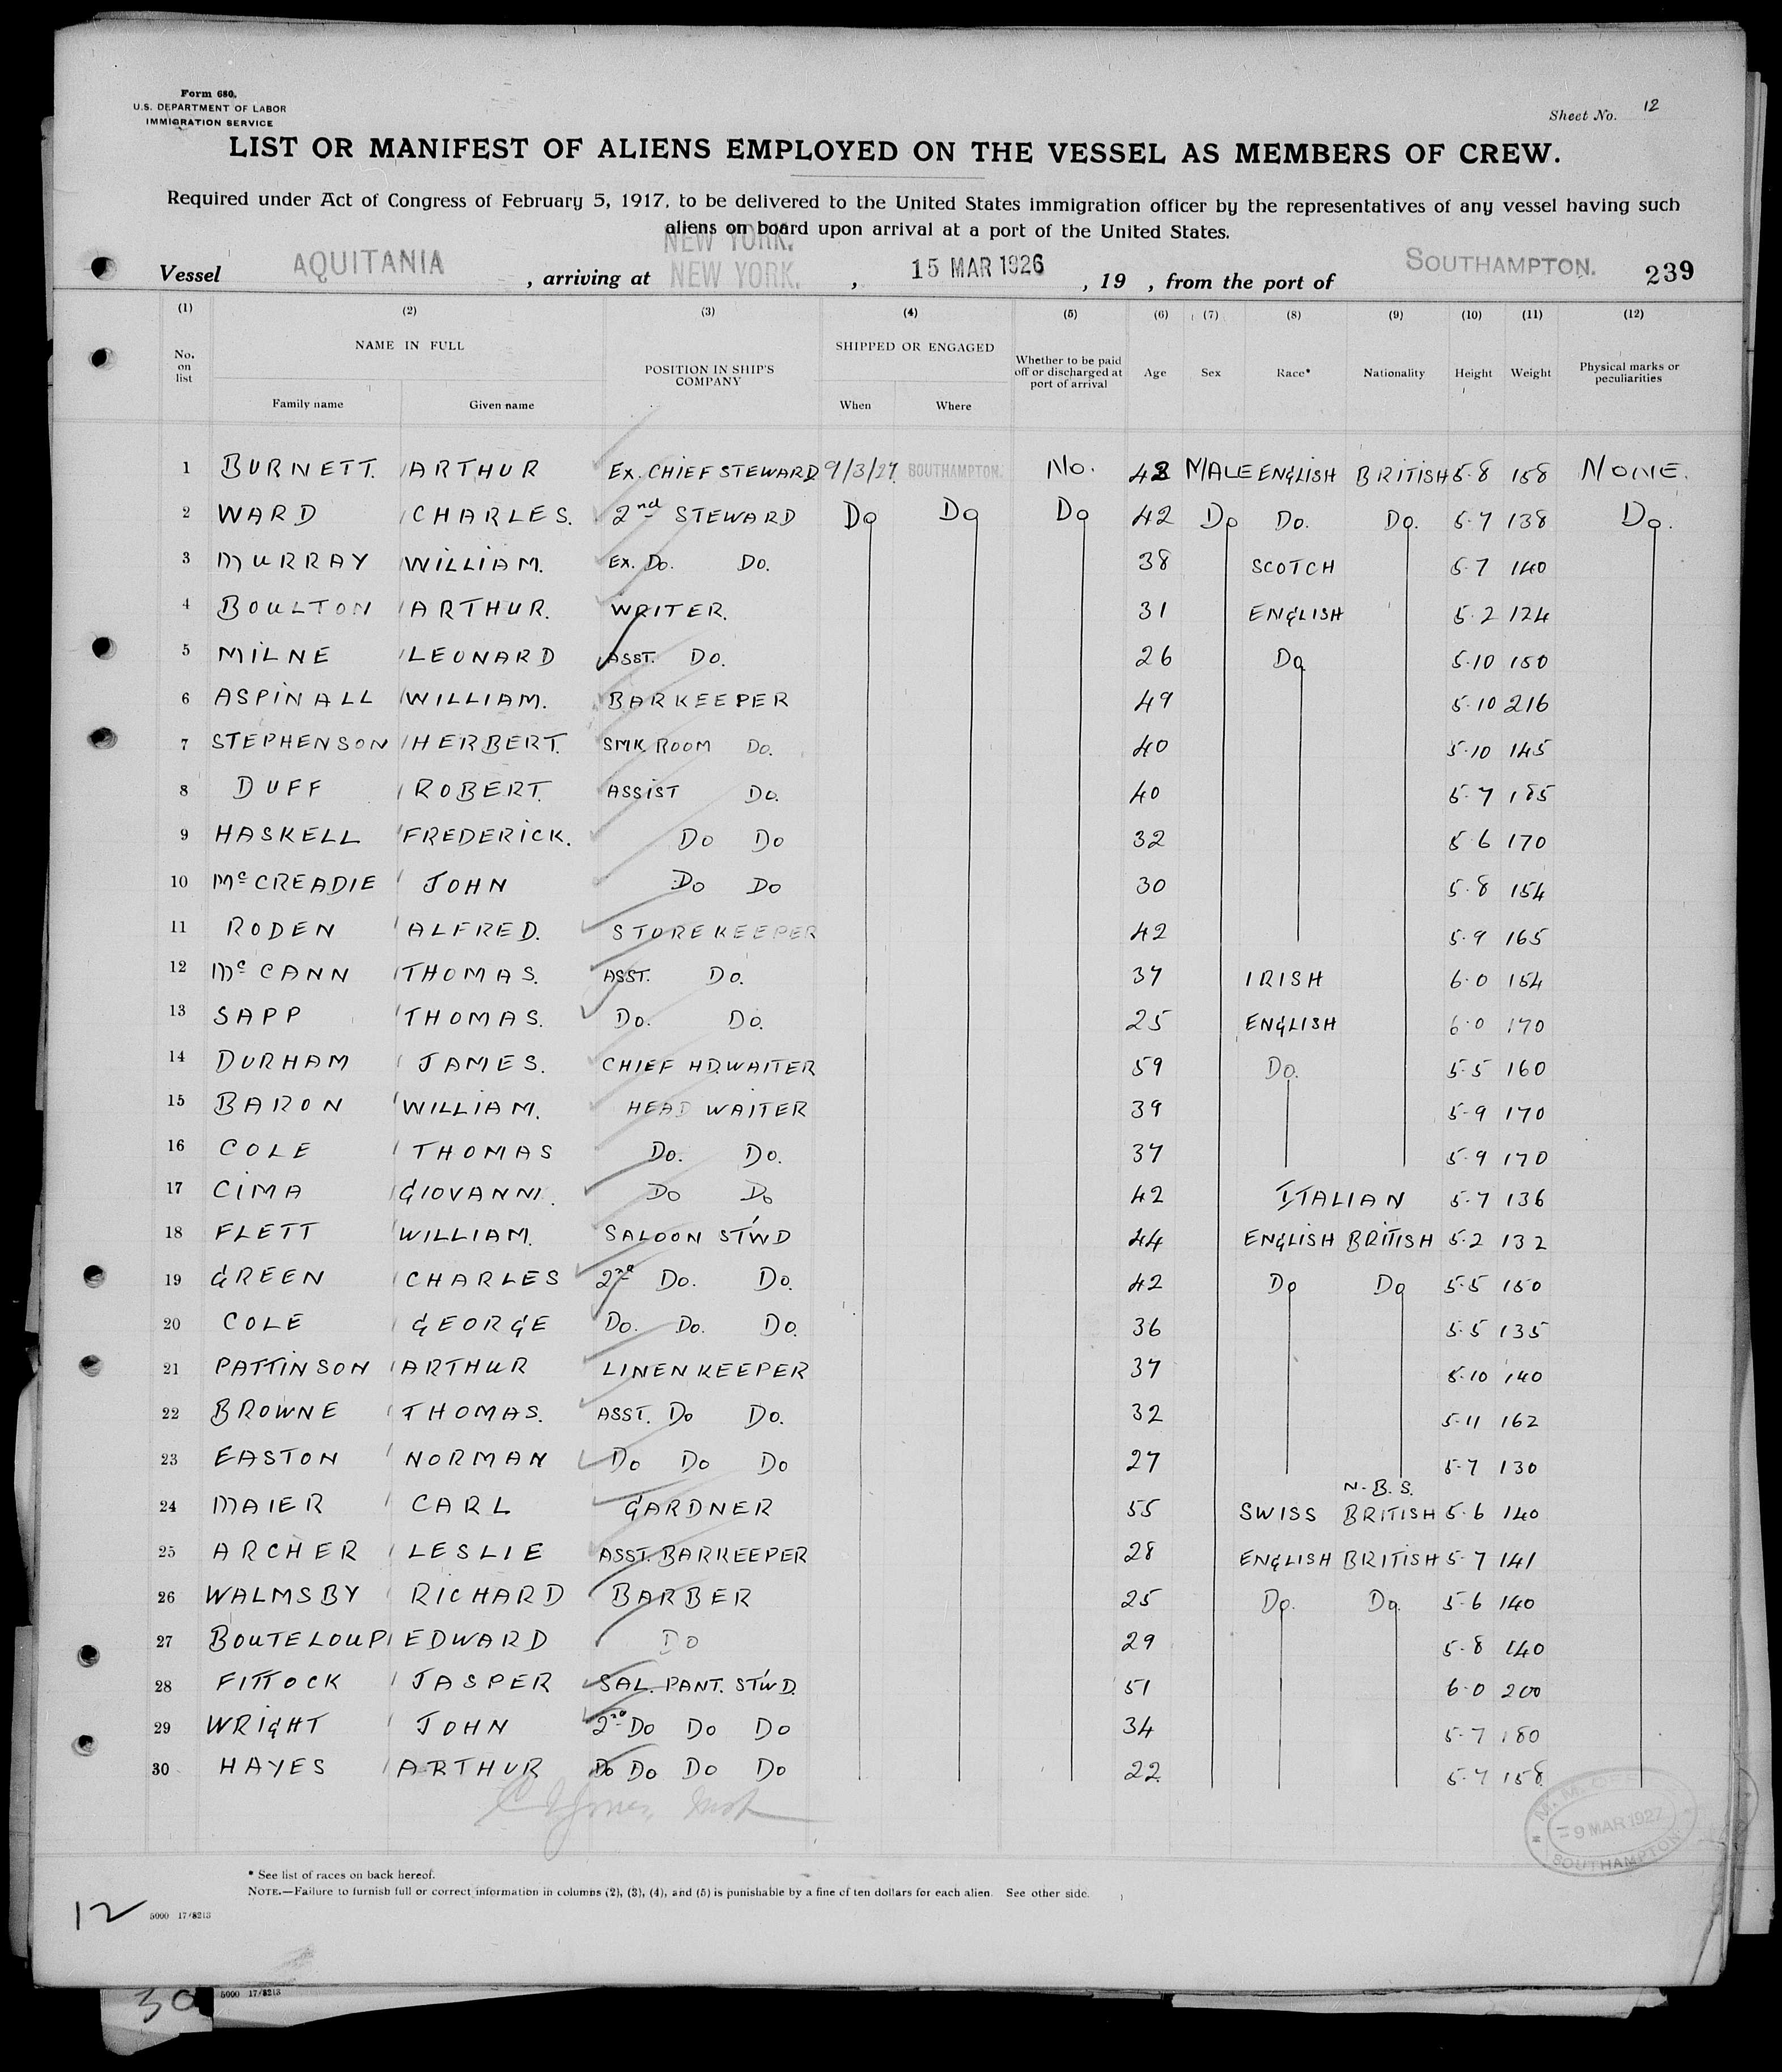 Form 680.
U.S. DEPARTMENT OF LABOR
IMMIGRATION SERVICE
Sheet No. 12
LIST OR MANIFEST OF ALIENS EMPLOYED ON THE VESSEL AS MEMBERS OF CREW.
Required under Act of Congress of February 5, 1917, to be delivered to the United States immigration officer by the representatives of any vessel having such
aliens on board upon arrival at a port of the United States.
NEW YORK.
Vessel AQUITANIA , arriving at NEW YORK. , 15 MAR 1926 , 19 , from the port of SOUTHAMPTON. 239
(1) (2) (3) (4) (5) (6) (7) (8) (9) (10) (11) (12)
No. on list NAME IN FULL POSITION IN SHIP'S COMPANY SHIPPED OR ENGAGED Whether to be paid off or discharged at port of arrival Age Sex Race* Nationality Height Weight Physical marks or peculiarities
Family name Given name When Where
1 BURNETT. ARTHUR EX. CHIEF STEWARD 9/3/27. SOUTHAMPTON. No. 43 MALE ENGLISH BRITISH 5·8 158 NONE.
2 WARD CHARLES. 2nd STEWARD Do Do Do 42 Do Do. Do. 5·7 138 Do.
3 MURRAY WILLIAM. EX. Do. Do. 38 SCOTCH 5·7 140
4 BOULTON ARTHUR. WRITER. 31 ENGLISH 5·2 124
5 MILNE LEONARD ASST. Do. 26 Do 5·10 150
6 ASPINALL WILLIAM. BARKEEPER 49 5·10 216
7 STEPHENSON HERBERT. SMK ROOM Do. 40 5·10 145
8 DUFF ROBERT. ASSIST Do. 40 5·7 185
9 HASKELL FREDERICK. Do Do 32 5·6 170
10 McCREADIE JOHN Do Do 30 5·8 154
11 RODEN ALFRED. STOREKEEPER 42 5·9 165
12 McCANN THOMAS. ASST. Do. 37 IRISH 6·0 154
13 SAPP THOMAS. Do. Do. 25 ENGLISH 6·0 170
14 DURHAM JAMES. CHIEF HD.WAITER 59 Do. 5·5 160
15 BARON WILLIAM. HEAD WAITER 39 5·9 170
16 COLE THOMAS Do. Do. 37 5·9 170
17 CIMA GIOVANNI. Do Do 42 ITALIAN 5·7 136
18 FLETT WILLIAM. SALOON ST'WD 44 ENGLISH BRITISH 5·2 132
19 GREEN CHARLES 2nd Do. Do. 42 Do Do 5·5 150
20 COLE GEORGE Do. Do. Do. 36 5·5 135
21 PATTINSON ARTHUR LINEN KEEPER 37 5·10 140
22 BROWNE THOMAS. ASST. Do Do. 32 5·11 162
23 EASTON NORMAN Do Do Do 27 5·7 130
N.B.S.
24 MAIER CARL GARDNER 55 SWISS BRITISH 5·6 140
25 ARCHER LESLIE ASST. BARKEEPER 28 ENGLISH BRITISH 5·7 141
26 WALMSBY RICHARD BARBER 25 Do. Do. 5·6 140
27 BOUTELOUP EDWARD Do 29 5·8 140
28 FITTOCK JASPER SAL. PANT. ST'WD. 51 6·0 200
29 WRIGHT JOHN 2nd Do Do Do 34 5·7 180
30 HAYES ARTHUR Do Do Do Do 22 5·7 158
9 MAR 1927
SOUTHAMPTON
* See list of races on back hereof.
NOTE.—Failure to furnish full or correct information in columns (2), (3), (4), and (5) is punishable by a fine of ten dollars for each alien. See other side.
12 5000 17/8213
30 5000 17/8213